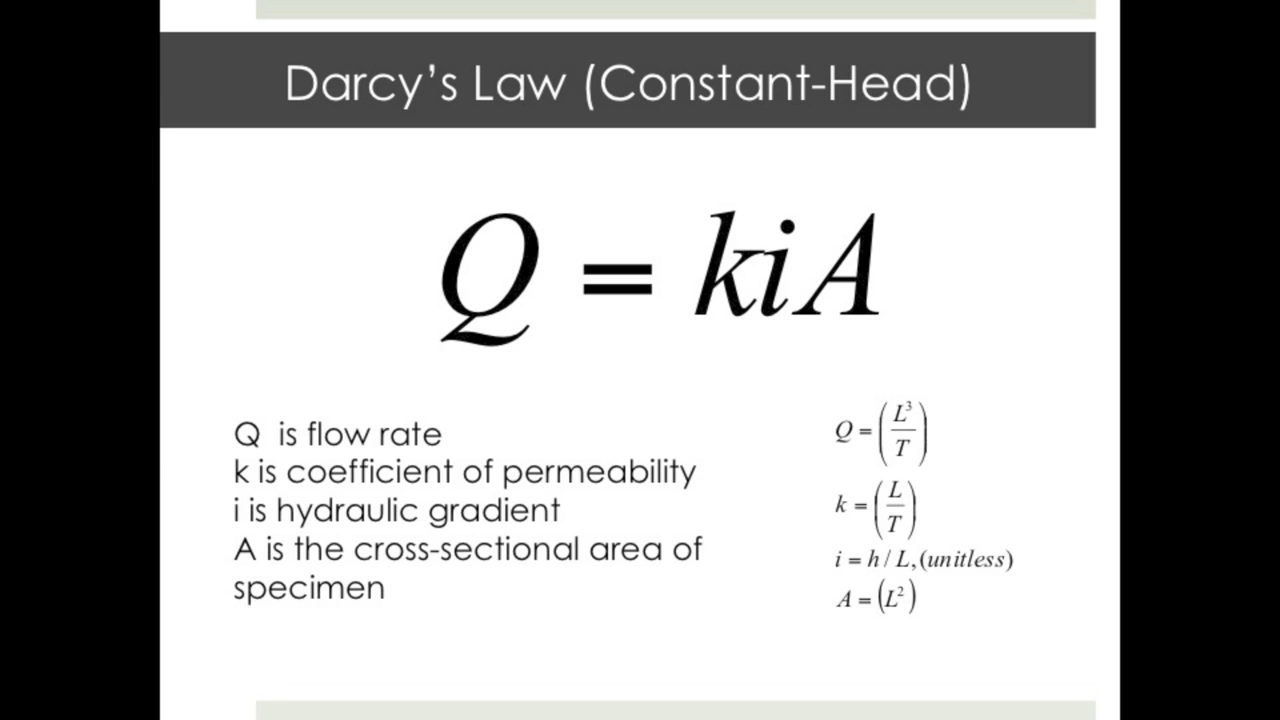 Darcy’s Law (Constant-Head)
Q = kiA
Q  is flow rate
k is coefficient of permeability
i is hydraulic gradient
A is the cross-sectional area of
specimen
Q = (L³/T)
k = (L/T)
i = h / L, (unitless)
A = (L²)